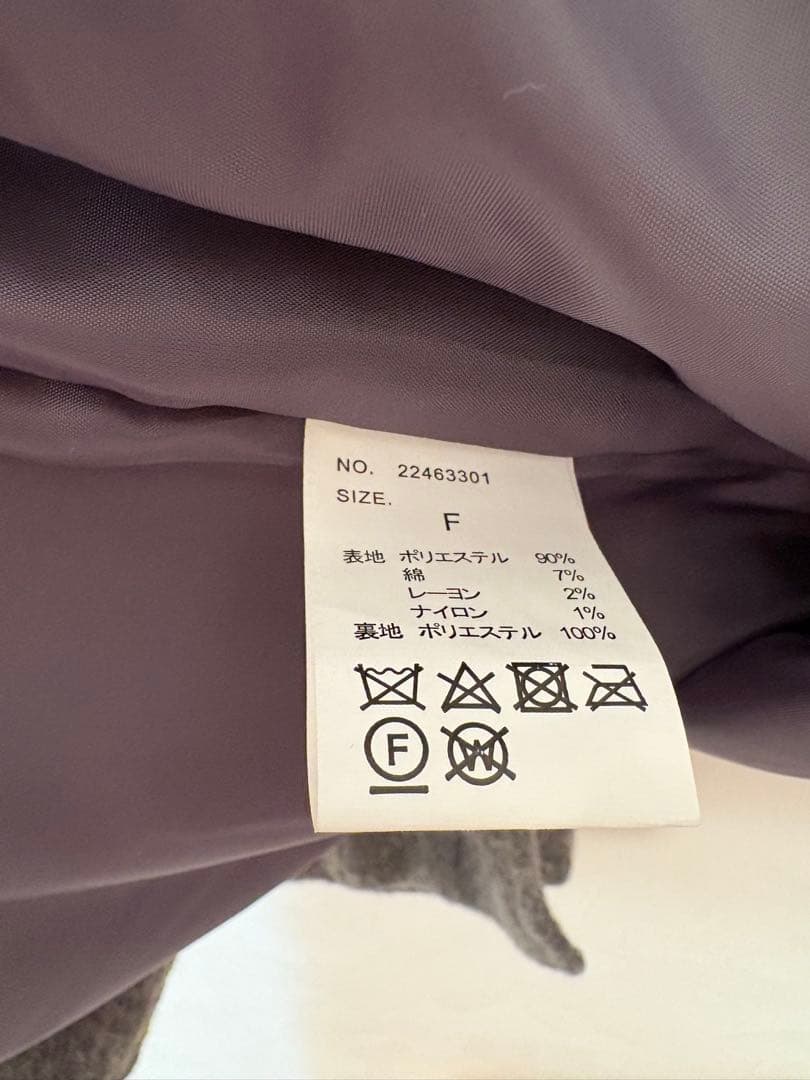 NO. 22463301
SIZE.
F
表地 ポリエステル 90%
綿 7%
レーヨン 2%
ナイロン 1%
裏地 ポリエステル 100%
F W